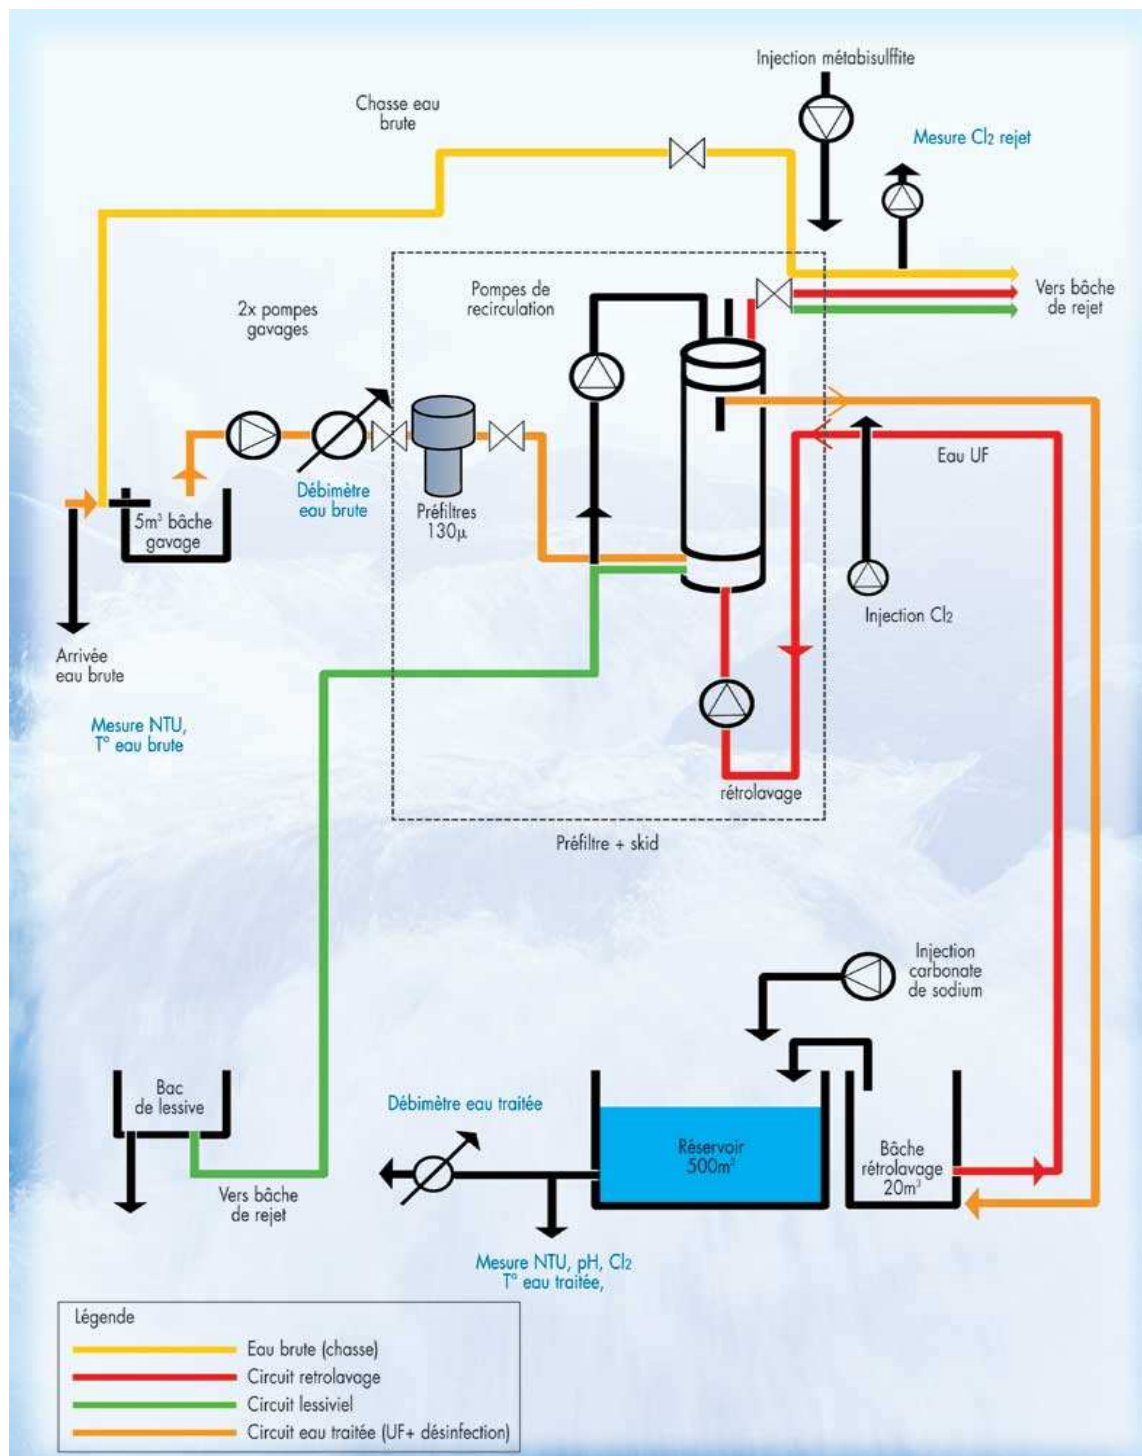 Injection métabisulffite
Chasse eau
brute
Mesure Cl2 rejet
Pompes de
recirculation
Vers bâche
de rejet
2x pompes
gavages
Eau UF
Débimètre
eau brute
Préfiltres
130µ
5m³ bâche
gavage
Injection Cl2
Arrivée
eau brute
Mesure NTU,
T° eau brute
rétrolavage
Préfiltre + skid
Injection
carbonate
de sodium
Bac
de lessive
Débimètre eau traitée
Réservoir
500m³
Bâche
rétrolavage
20m³
Vers bâche
de rejet
Mesure NTU, pH, Cl2
T° eau traitée,
Légende
Eau brute (chasse)
Circuit retrolavage
Circuit lessiviel
Circuit eau traitée (UF+ désinfection)